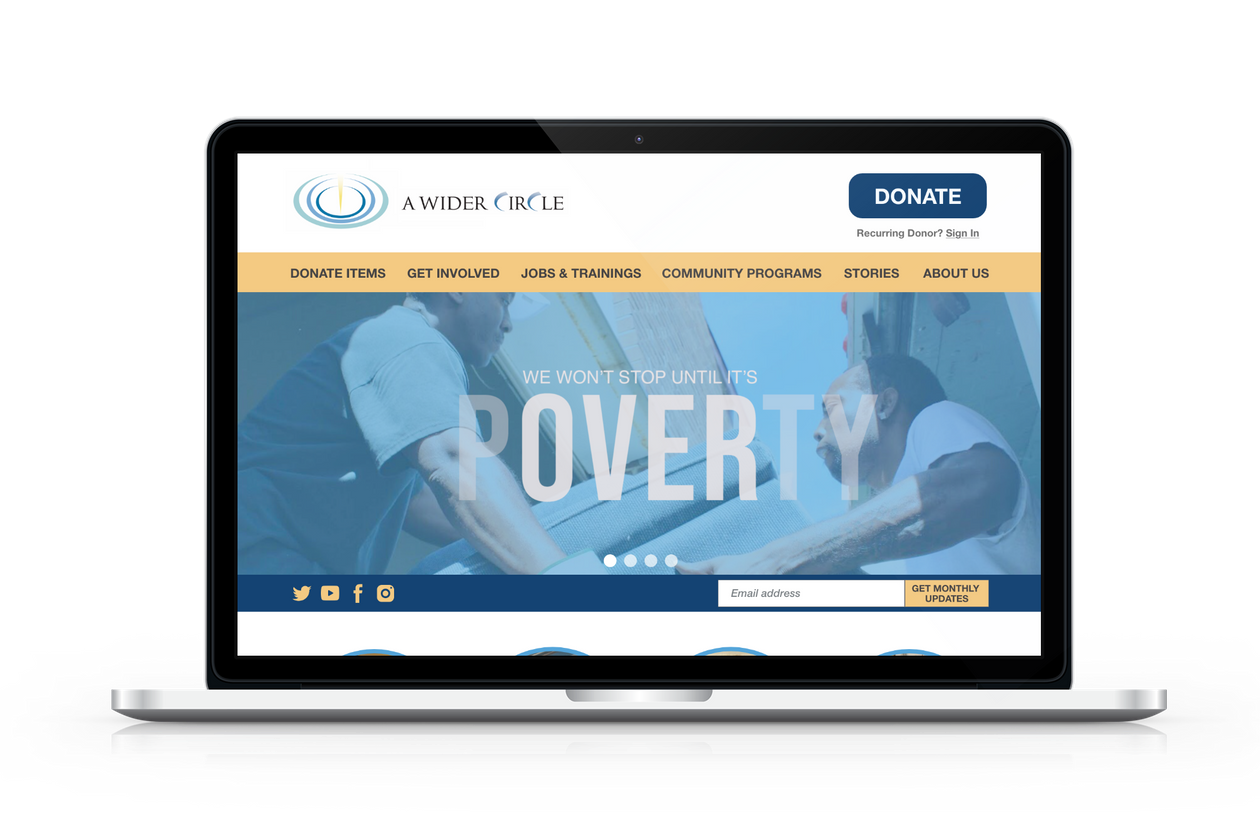 A WIDER CIRCLE
DONATE
Recurring Donor? Sign In
DONATE ITEMS GET INVOLVED JOBS & TRAININGS COMMUNITY PROGRAMS STORIES ABOUT US
WE WON'T STOP UNTIL IT'S
POVERTY
Email address
GET MONTHLY
UPDATES